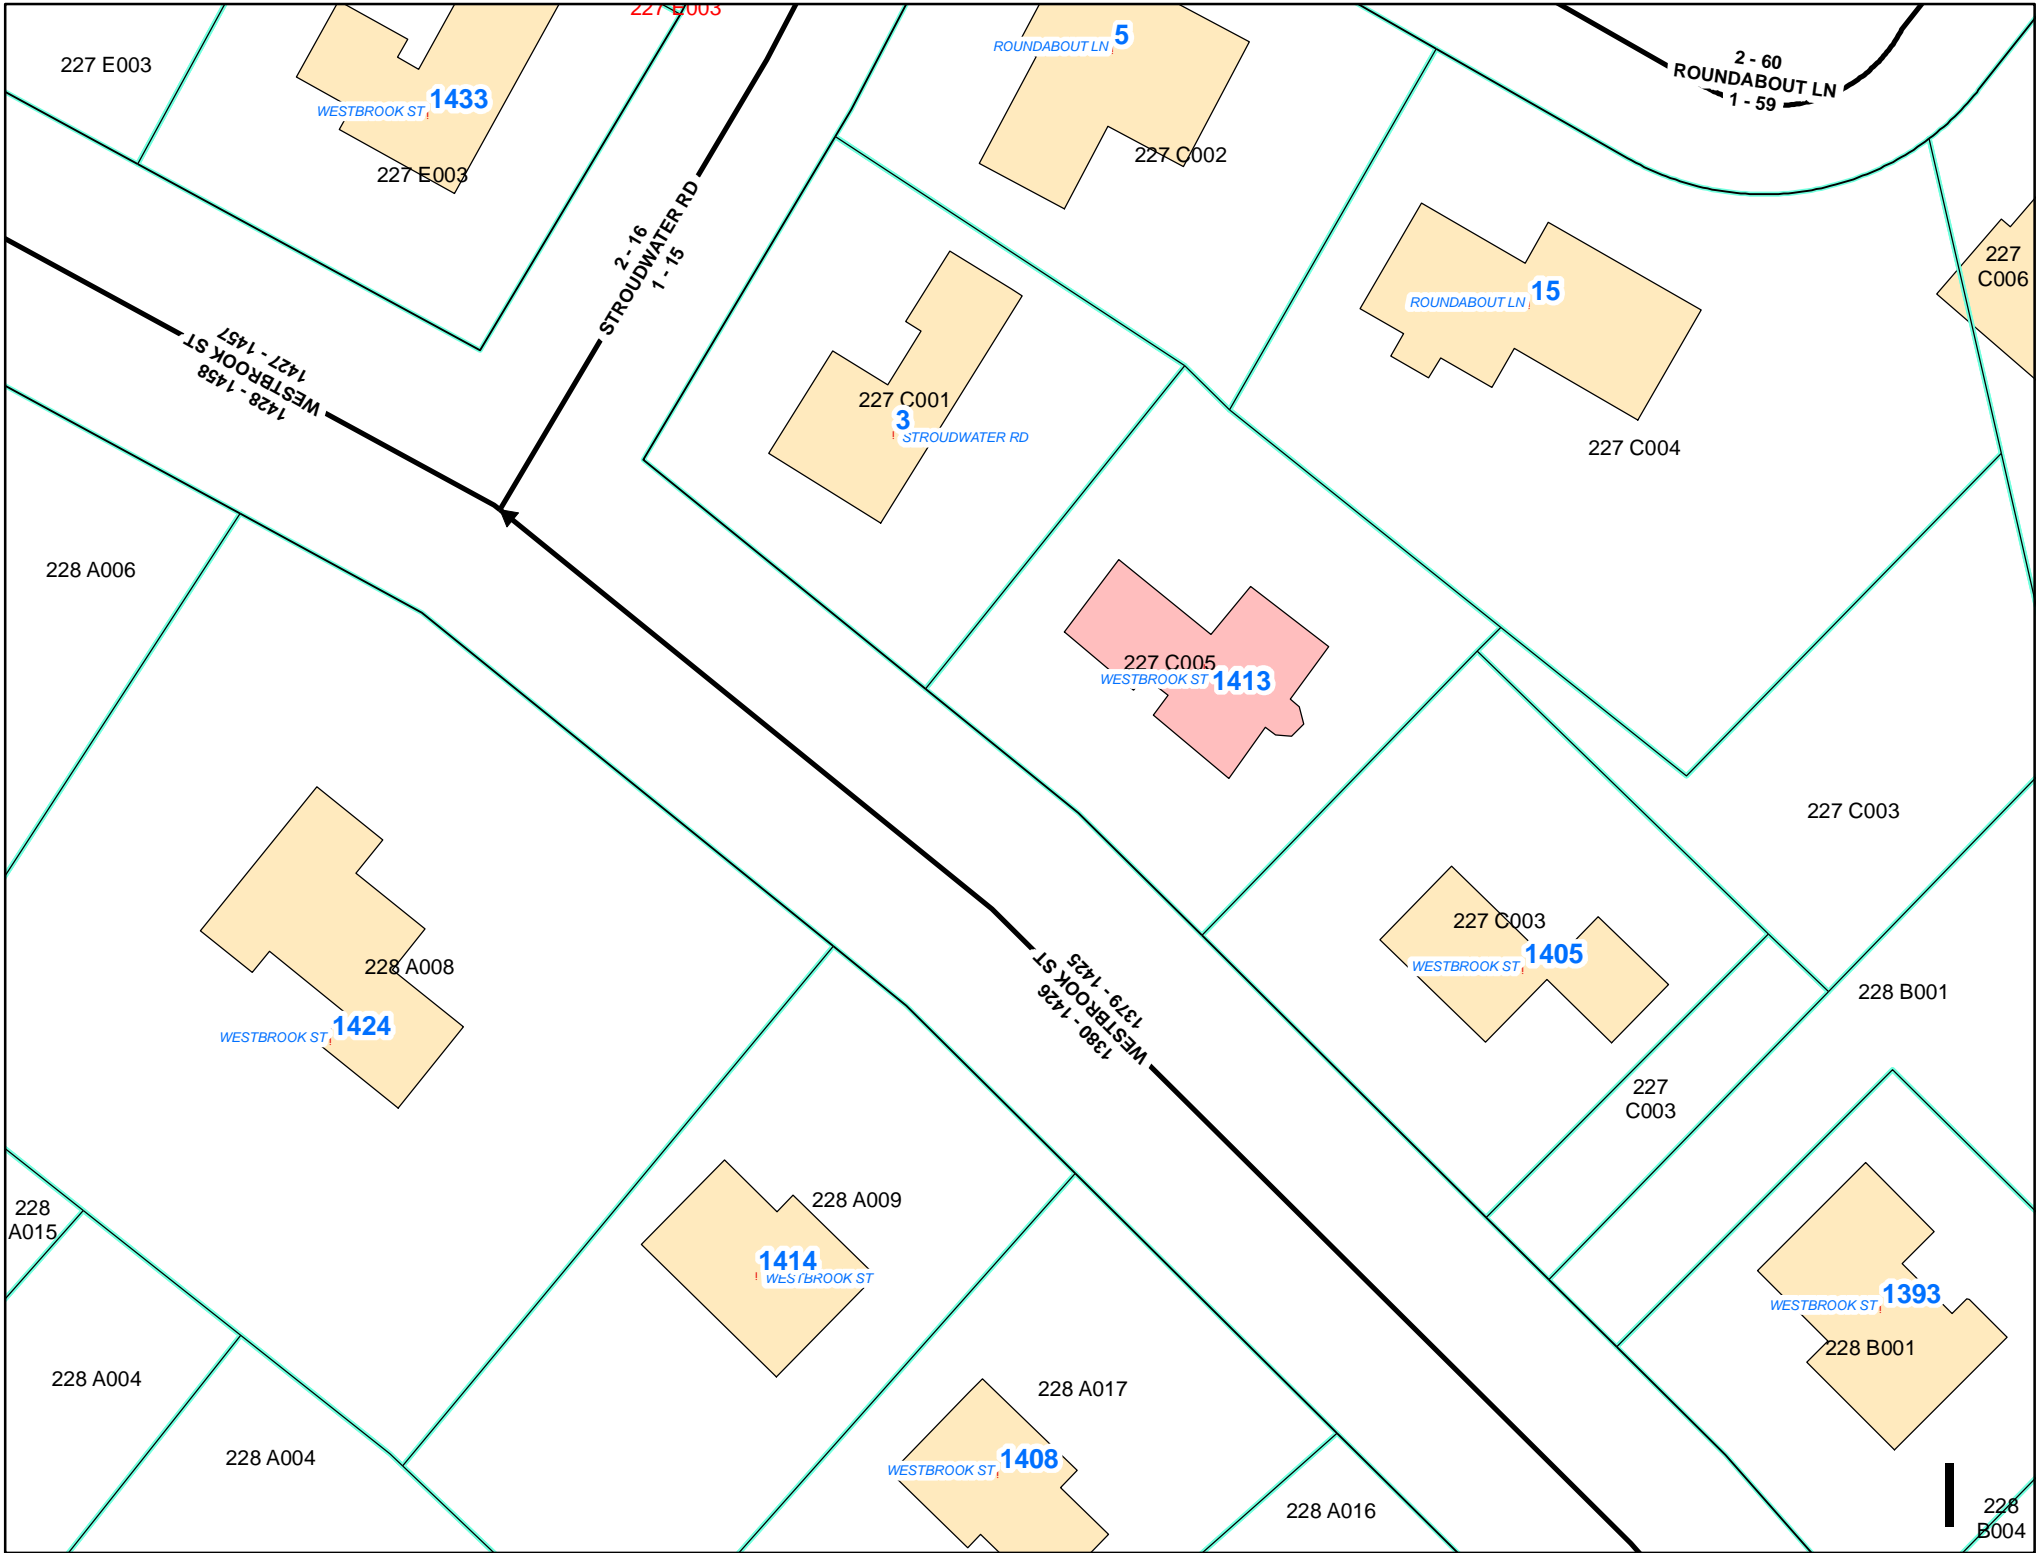 227 E003
227 E003
WESTBROOK ST
1433
227 E003
ROUNDABOUT LN
5
227 C002
2 - 60
ROUNDABOUT LN
1 - 59
2 - 16
STROUDWATER RD
1 - 15
227
C006
ROUNDABOUT LN
15
227 C004
1428 - 1458
WESTBROOK ST
1427 - 1457
227 C001
3
STROUDWATER RD
228 A006
227 C005
WESTBROOK ST
1413
227 C003
227 C003
WESTBROOK ST
1405
228 B001
228 A008
WESTBROOK ST
1424
1380 - 1426
WESTBROOK ST
1379 - 1425
227
C003
228
A015
228 A009
1414
WESTBROOK ST
WESTBROOK ST
1393
228 B001
228 A004
228 A017
228 A004
WESTBROOK ST
1408
228 A016
228
B004